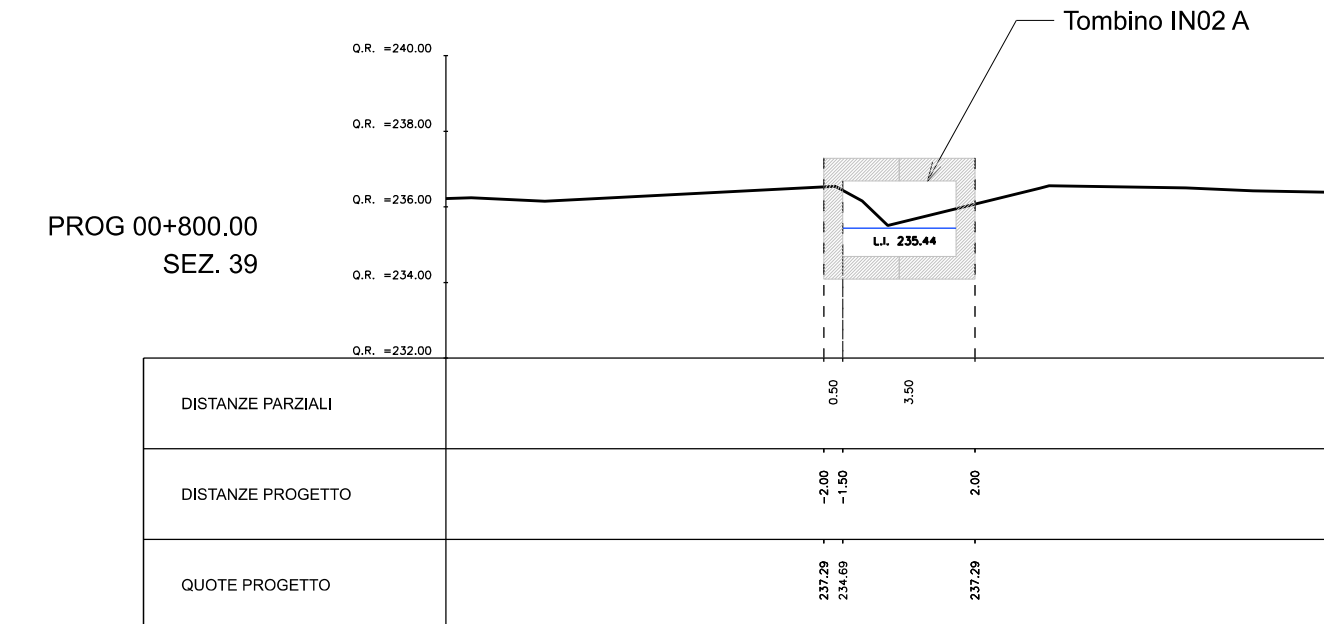 Tombino IN02 A
Q.R. =240.00
Q.R. =238.00
Q.R. =236.00
PROG 00+800.00
SEZ. 39
L.I. 235.44
Q.R. =234.00
Q.R. =232.00
DISTANZE PARZIALI
0.50
3.50
DISTANZE PROGETTO
-2.00
-1.50
2.00
QUOTE PROGETTO
237.29
234.69
237.29